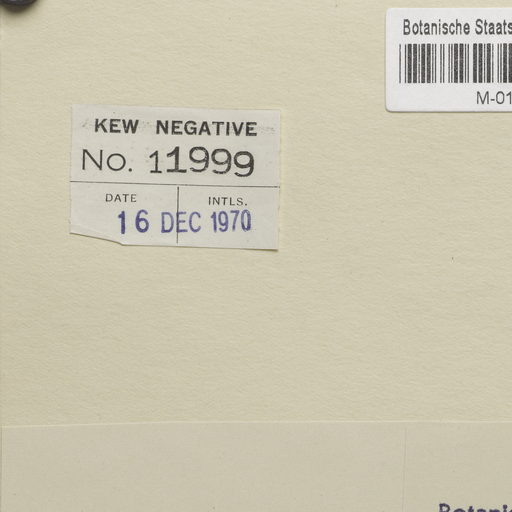 Botanische Staats
M-01
KEW NEGATIVE
No. 11999
DATE INTLS.
16 DEC 1970